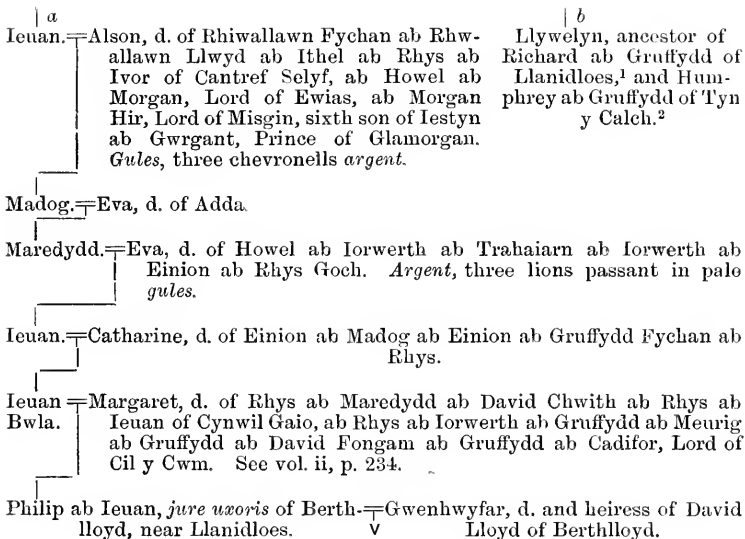 | a
| b
Ieuan.=Alson, d. of Rhiwallawn Fychan ab Rhw-
allawn Llwyd ab Ithel ab Rhys ab
Ivor of Cantref Selyf, ab Howel ab
Morgan, Lord of Ewias, ab Morgan
Hir, Lord of Misgin, sixth son of Iestyn
ab Gwrgant, Prince of Glamorgan.
Gules, three chevronells argent.
Llywelyn, ancestor of
Richard ab Gruffydd of
Llanidloes,¹ and Hum-
phrey ab Gruffydd of Tyn
y Calch.²
Madog.=Eva, d. of Adda.
Maredydd.=Eva, d. of Howel ab Iorwerth ab Trahaiarn ab Iorwerth ab
Einion ab Rhys Goch. Argent, three lions passant in pale
gules.
Ieuan.=Catharine, d. of Einion ab Madog ab Einion ab Gruffydd Fychan ab
Rhys.
Ieuan =Margaret, d. of Rhys ab Maredydd ab David Chwith ab Rhys ab
Bwla. Ieuan of Cynwil Gaio, ab Rhys ab Iorwerth ab Gruffydd ab Meurig
ab Gruffydd ab David Fongam ab Gruffydd ab Cadifor, Lord of
Cil y Cwm. See vol. ii, p. 234.
Philip ab Ieuan, jure uxoris of Berth-=Gwenhwyfar, d. and heiress of David
lloyd, near Llanidloes. v Lloyd of Berthlloyd.